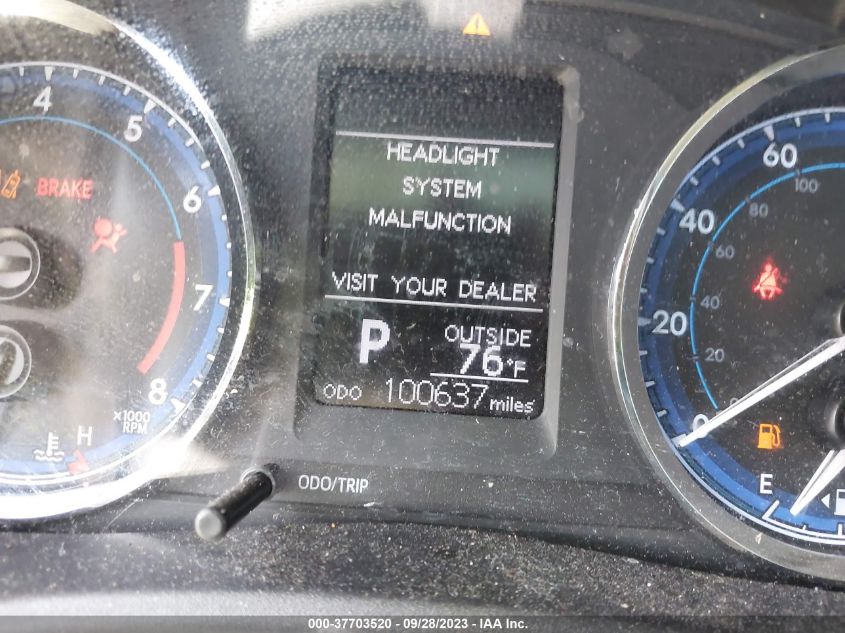 4
5
6
7
8
x1000
RPM
BRAKE
H
HEADLIGHT
SYSTEM
MALFUNCTION
VISIT YOUR DEALER
P
OUTSIDE
76°F
ODO 100637 miles
ODO/TRIP
60
40
20
0
100
80
60
40
20
E
000-37703520 - 09/28/2023 - IAA Inc.